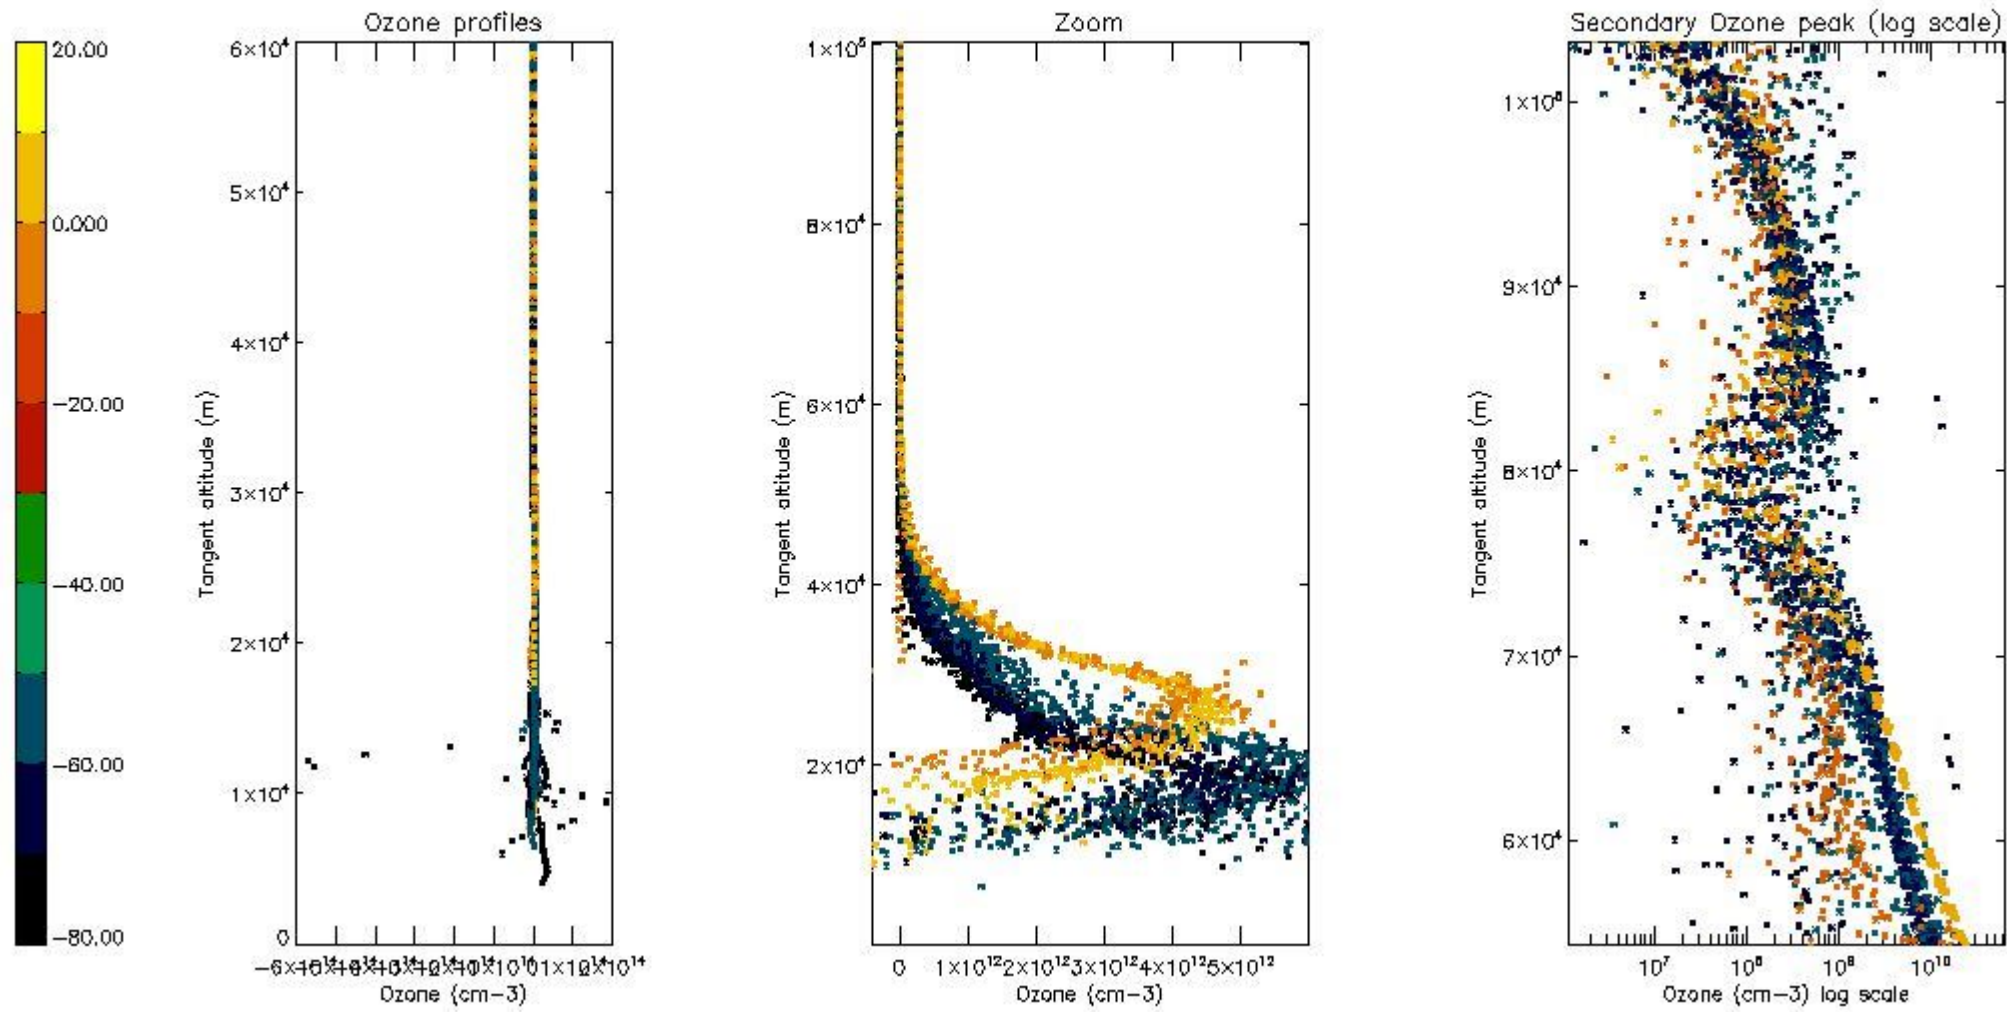 Ozone profiles
Zoom
Secondary Ozone peak (log scale)
20.00
0.000
−20.00
−40.00
−60.00
−80.00
6×10⁴
5×10⁴
4×10⁴
3×10⁴
2×10⁴
1×10⁴
0
Tangent altitude (m)
2×10¹⁴
Ozone (cm−3)
1×10⁵
8×10⁴
6×10⁴
4×10⁴
2×10⁴
Tangent altitude (m)
0 1×10¹² 2×10¹² 3×10¹² 4×10¹² 5×10¹²
Ozone (cm−3)
9×10⁴
8×10⁴
7×10⁴
6×10⁴
Tangent altitude (m)
10⁷ 10⁸ 10⁹ 10¹⁰
Ozone (cm−3) log scale